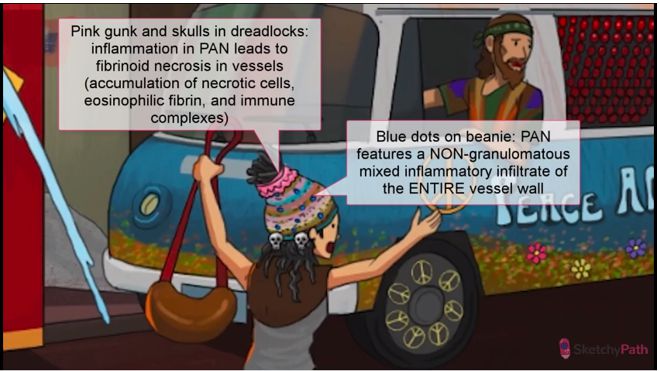 Pink gunk and skulls in dreadlocks:
inflammation in PAN leads to
fibrinoid necrosis in vessels
(accumulation of necrotic cells,
eosinophilic fibrin, and immune
complexes)
Blue dots on beanie: PAN
features a NON-granulomatous
mixed inflammatory infiltrate of
the ENTIRE vessel wall
PEACE A
SketchyPath